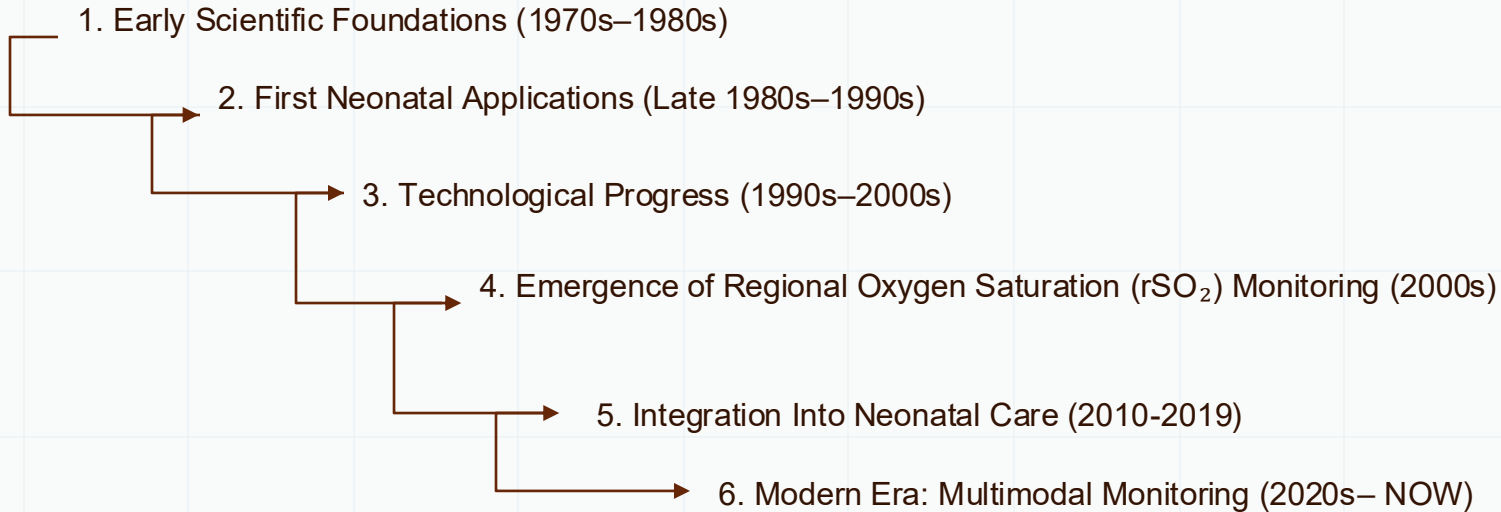 1. Early Scientific Foundations (1970s–1980s)
2. First Neonatal Applications (Late 1980s–1990s)
3. Technological Progress (1990s–2000s)
4. Emergence of Regional Oxygen Saturation (rSO₂) Monitoring (2000s)
5. Integration Into Neonatal Care (2010-2019)
6. Modern Era: Multimodal Monitoring (2020s– NOW)